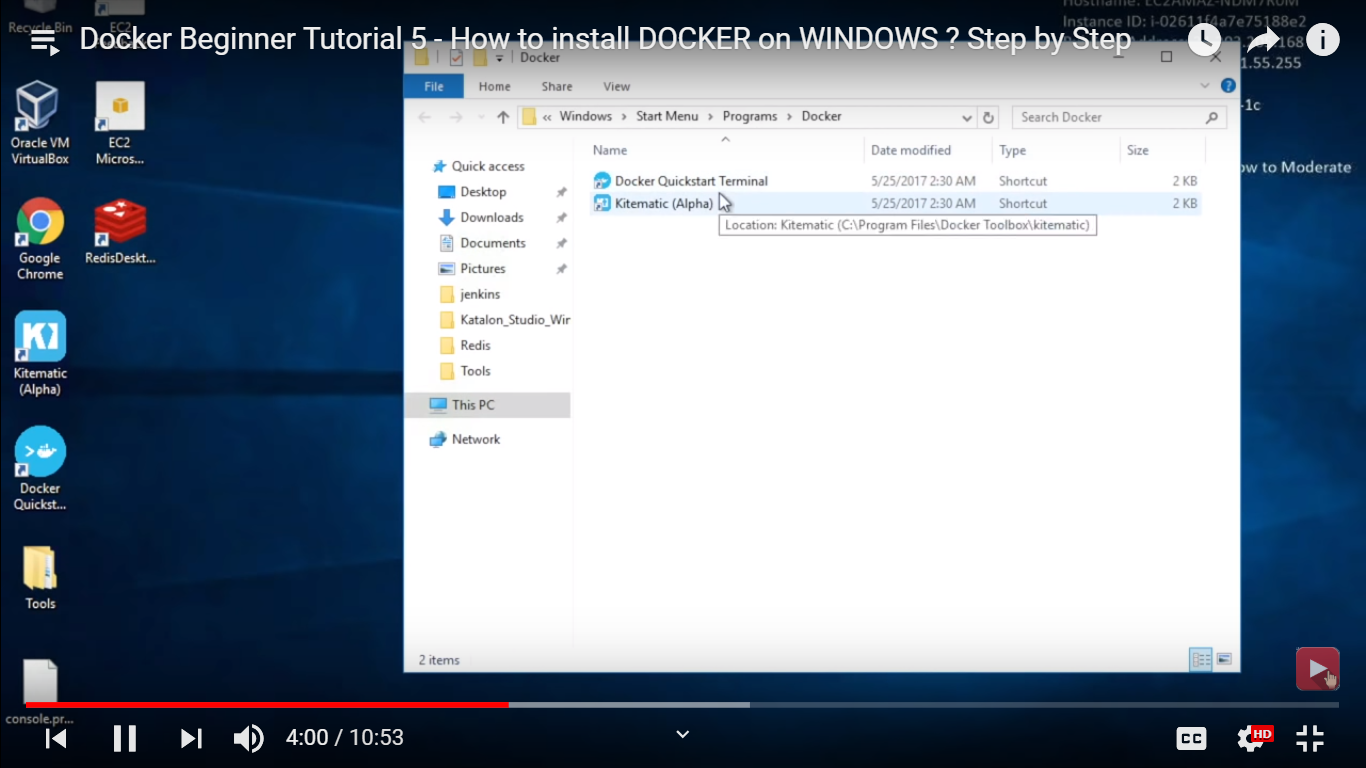 Recycle Bin
EC2
Hostname: EC2AMAZ-NDM7R0M
Instance ID: i-02611f4a7e75188e2
Docker Beginner Tutorial 5 - How to install DOCKER on WINDOWS ? Step by Step
168
1.55.255
-1c
ow to Moderate
Docker
File Home Share View
« Windows > Start Menu > Programs > Docker
Search Docker
Name Date modified Type Size
Docker Quickstart Terminal 5/25/2017 2:30 AM Shortcut 2 KB
Kitematic (Alpha) 5/25/2017 2:30 AM Shortcut 2 KB
Location: Kitematic (C:\Program Files\Docker Toolbox\kitematic)
Quick access
Desktop
Downloads
Documents
Pictures
jenkins
Katalon_Studio_Wir
Redis
Tools
This PC
Network
2 items
Oracle VM
VirtualBox
EC2
Micros...
Google
Chrome
RedisDeskt...
Kitematic
(Alpha)
Docker
Quickst...
Tools
console.pr...
4:00 / 10:53
CC
HD